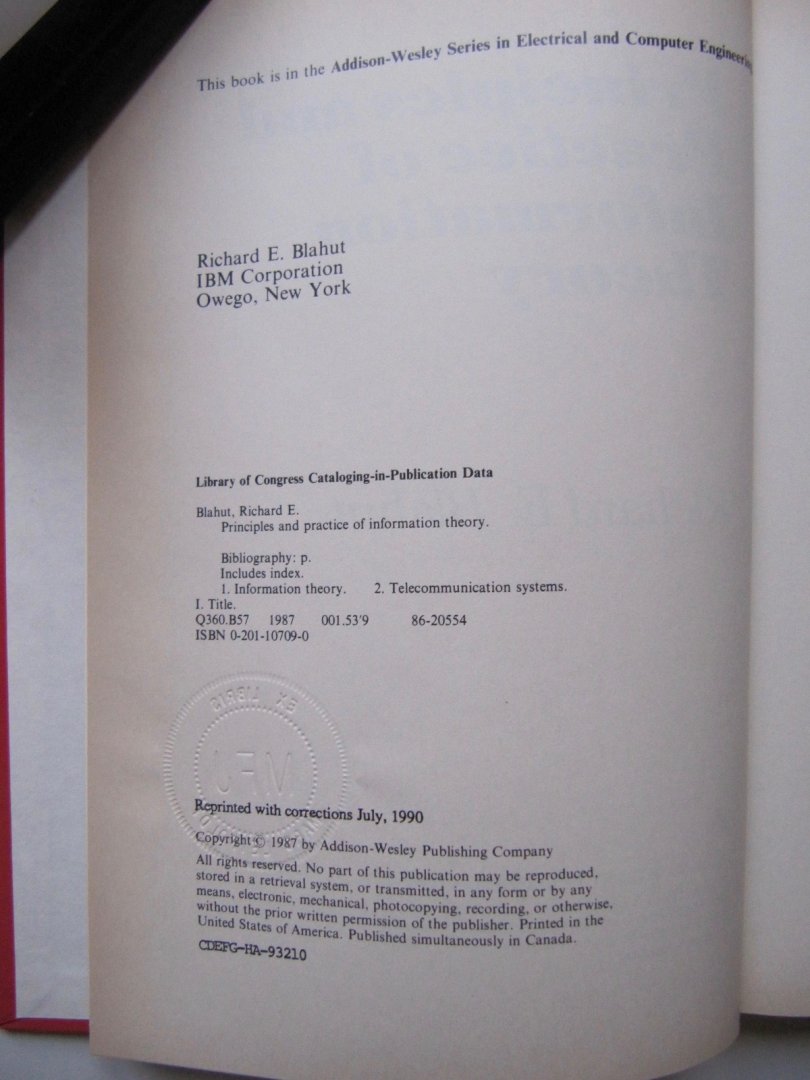 This book is in the Addison-Wesley Series in Electrical and Computer Engineering
Richard E. Blahut
IBM Corporation
Owego, New York
Library of Congress Cataloging-in-Publication Data
Blahut, Richard E.
Principles and practice of information theory.
Bibliography: p.
Includes index.
1. Information theory. 2. Telecommunication systems.
I. Title.
Q360.B57 1987 001.53'9 86-20554
ISBN 0-201-10709-0
EX LIBRIS
Reprinted with corrections July, 1990
Copyright © 1987 by Addison-Wesley Publishing Company
All rights reserved. No part of this publication may be reproduced,
stored in a retrieval system, or transmitted, in any form or by any
means, electronic, mechanical, photocopying, recording, or otherwise,
without the prior written permission of the publisher. Printed in the
United States of America. Published simultaneously in Canada.
CDEFG-HA-93210